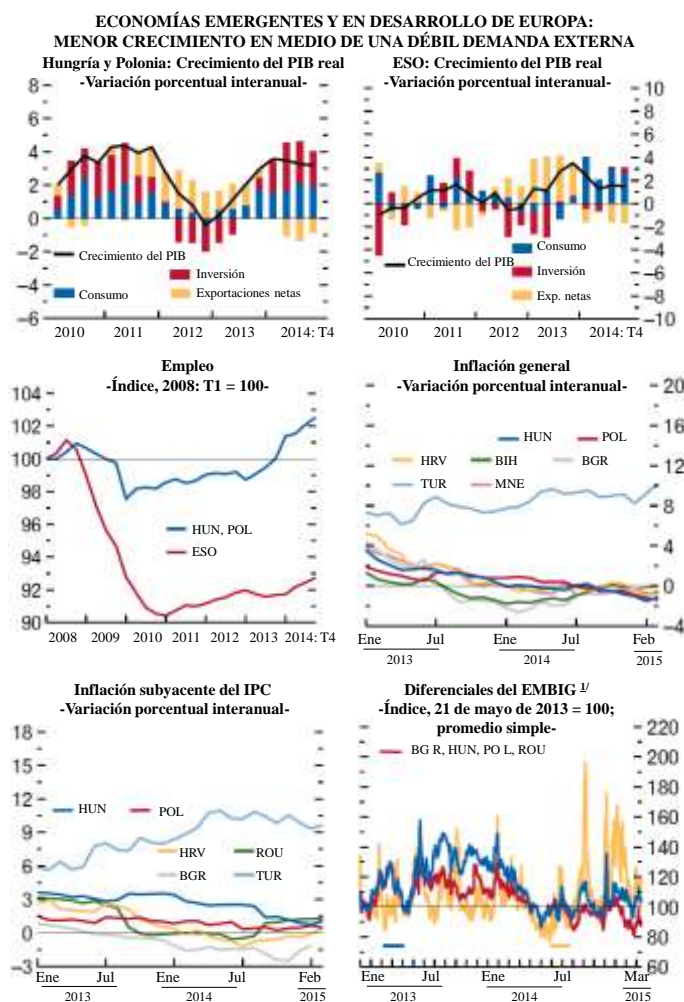 ECONOMÍAS EMERGENTES Y EN DESARROLLO DE EUROPA:
MENOR CRECIMIENTO EN MEDIO DE UNA DÉBIL DEMANDA EXTERNA
Hungría y Polonia: Crecimiento del PIB real
-Variación porcentual interanual-
8
6
4
2
0
–2
–4
–6
Crecimiento del PIB
Inversión
Consumo
Exportaciones netas
2010
2011
2012
2013
2014: T4
ESO: Crecimiento del PIB real
-Variación porcentual interanual-
10
8
6
4
2
0
–2
–4
–6
–8
–10
Consumo
Crecimiento del PIB
Inversión
Exp. netas
2010
2011
2012
2013
2014: T4
Empleo
-Índice, 2008: T1 = 100-
104
102
100
98
96
94
92
90
HUN, POL
ESO
2008
2009
2010
2011
2012
2013
2014: T4
Inflación general
-Variación porcentual interanual-
20
16
12
8
4
0
–4
HUN
POL
HRV
BIH
BGR
TUR
MNE
Ene
Jul
Ene
Jul
Feb
2013
2014
2015
Inflación subyacente del IPC
-Variación porcentual interanual-
18
15
12
9
6
3
0
–3
HUN
POL
HRV
ROU
BGR
TUR
Ene
Jul
Ene
Jul
Feb
2013
2014
2015
Diferenciales del EMBIG 1/
-Índice, 21 de mayo de 2013 = 100;
promedio simple-
BG R, HUN, PO L, ROU
220
200
180
160
140
120
100
80
60
Ene
Jul
Ene
Jul
Mar
2013
2014
2015